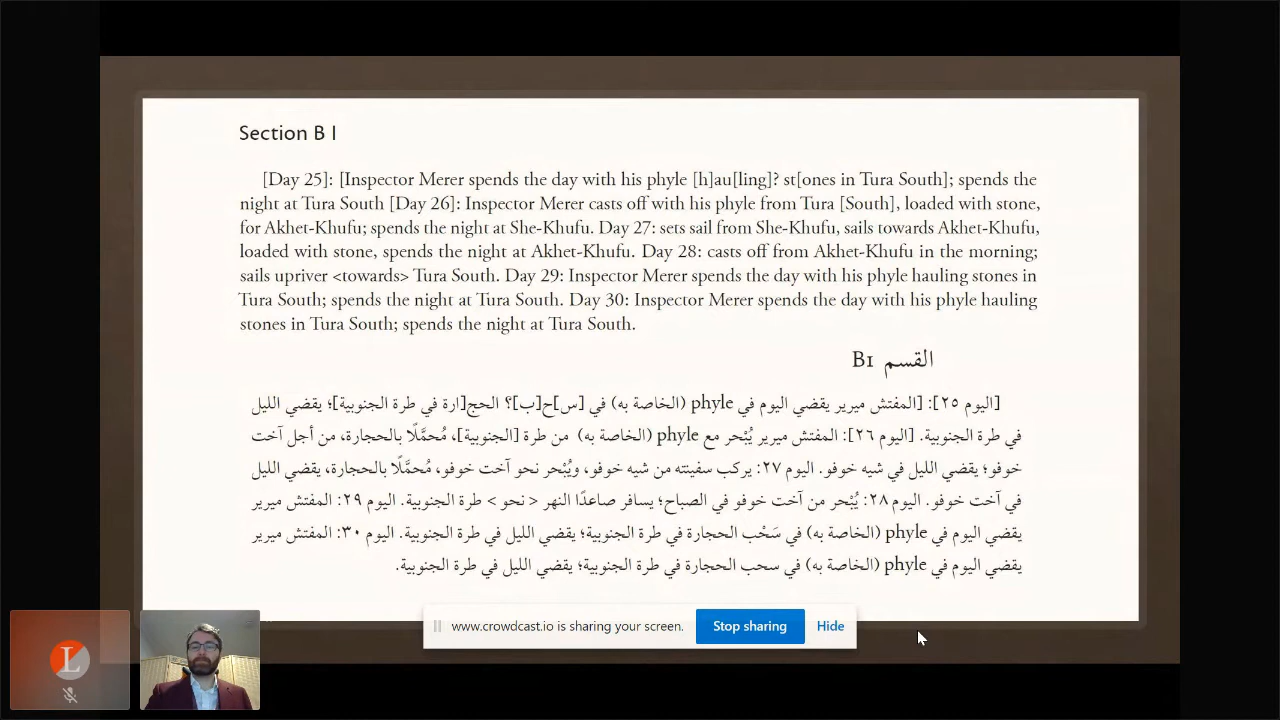 Section B I
[Day 25]: [Inspector Merer spends the day with his phyle [h]au[ling]? st[ones in Tura South]; spends the
night at Tura South [Day 26]: Inspector Merer casts off with his phyle from Tura [South], loaded with stone,
for Akhet-Khufu; spends the night at She-Khufu. Day 27: sets sail from She-Khufu, sails towards Akhet-Khufu,
loaded with stone, spends the night at Akhet-Khufu. Day 28: casts off from Akhet-Khufu in the morning;
sails upriver <towards> Tura South. Day 29: Inspector Merer spends the day with his phyle hauling stones in
Tura South; spends the night at Tura South. Day 30: Inspector Merer spends the day with his phyle hauling
stones in Tura South; spends the night at Tura South.
القسم B1
[اليوم ٢٥]: [المفتش ميرير يقضي اليوم في phyle (الخاصة به) في [س]ح[ب]؟ الحج[ارة في طرة الجنوبية]؛ يقضي الليل
في طرة الجنوبية. [اليوم ٢٦]: المفتش ميرير يُبْحر مع phyle (الخاصة به) من طرة [الجنوبية]، مُحمَّلًا بالحجارة، من أجل آخت
خوفو؛ يقضي الليل في شيه خوفو. اليوم ٢٧: يركب سفينته من شيه خوفو، ويُبْحر نحو آخت خوفو، مُحمَّلًا بالحجارة، يقضي الليل
في آخت خوفو. اليوم ٢٨: يُبْحر من آخت خوفو في الصباح؛ يسافر صاعدًا النهر < نحو > طرة الجنوبية. اليوم ٢٩: المفتش ميرير
يقضي اليوم في phyle (الخاصة به) في سَحْب الحجارة في طرة الجنوبية؛ يقضي الليل في طرة الجنوبية. اليوم ٣٠: المفتش ميرير
يقضي اليوم في phyle (الخاصة به) في سحب الحجارة في طرة الجنوبية؛ يقضي الليل في طرة الجنوبية.
www.crowdcast.io is sharing your screen. Stop sharing Hide
L